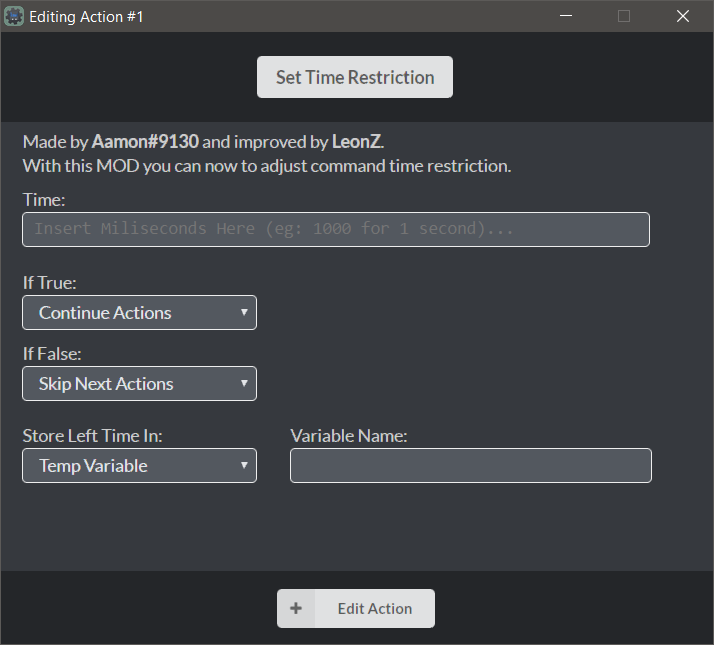 Editing Action #1
Set Time Restriction
Made by Aamon#9130 and improved by LeonZ.
With this MOD you can now to adjust command time restriction.
Time:
Insert Miliseconds Here (eg: 1000 for 1 second)...
If True:
Continue Actions
If False:
Skip Next Actions
Store Left Time In:
Variable Name:
Temp Variable
Edit Action